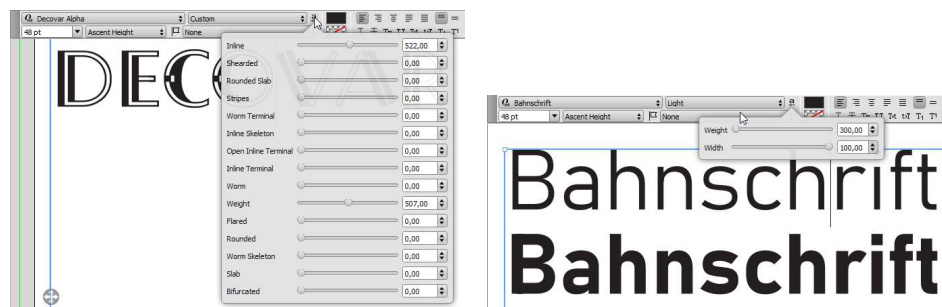 Decovar Alpha Custom
48 pt Ascent Height None
DECOVAR
Inline 522,00
Shearded 0,00
Rounded Slab 0,00
Stripes 0,00
Worm Terminal 0,00
Inline Skeleton 0,00
Open Inline Terminal 0,00
Inline Terminal 0,00
Worm 0,00
Weight 507,00
Flared 0,00
Rounded 0,00
Worm Skeleton 0,00
Slab 0,00
Bifurcated 0,00
Bahnschrift Light
48 pt Ascent Height None
Weight 300,00
Width 100,00
Bahnschrift
Bahnschrift